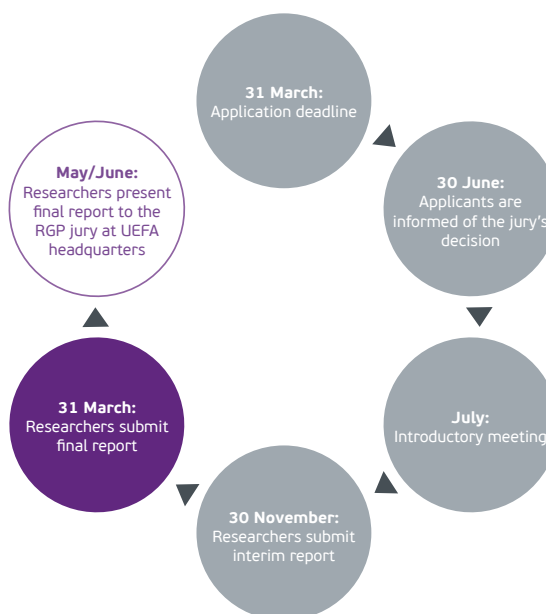 31 March:
Application deadline
30 June:
Applicants are
informed of the jury's
decision
July:
Introductory meeting
30 November:
Researchers submit
interim report
31 March:
Researchers submit
final report
May/June:
Researchers present
final report to the
RGP jury at UEFA
headquarters